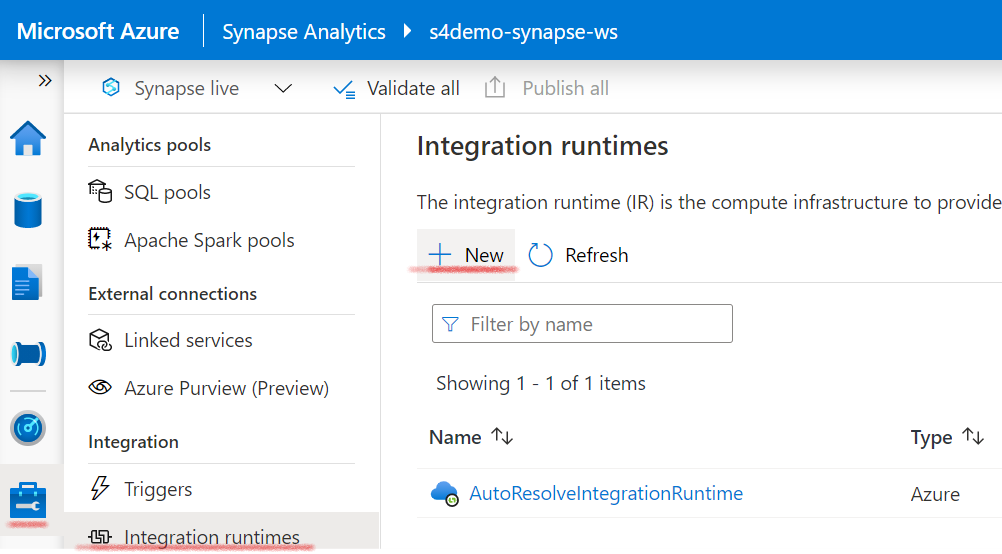 Microsoft Azure Synapse Analytics s4demo-synapse-ws
Synapse live Validate all Publish all
Analytics pools
SQL pools
Apache Spark pools
External connections
Linked services
Azure Purview (Preview)
Integration
Triggers
Integration runtimes
Integration runtimes
The integration runtime (IR) is the compute infrastructure to provide
New Refresh
Filter by name
Showing 1 - 1 of 1 items
Name Type
AutoResolveIntegrationRuntime Azure